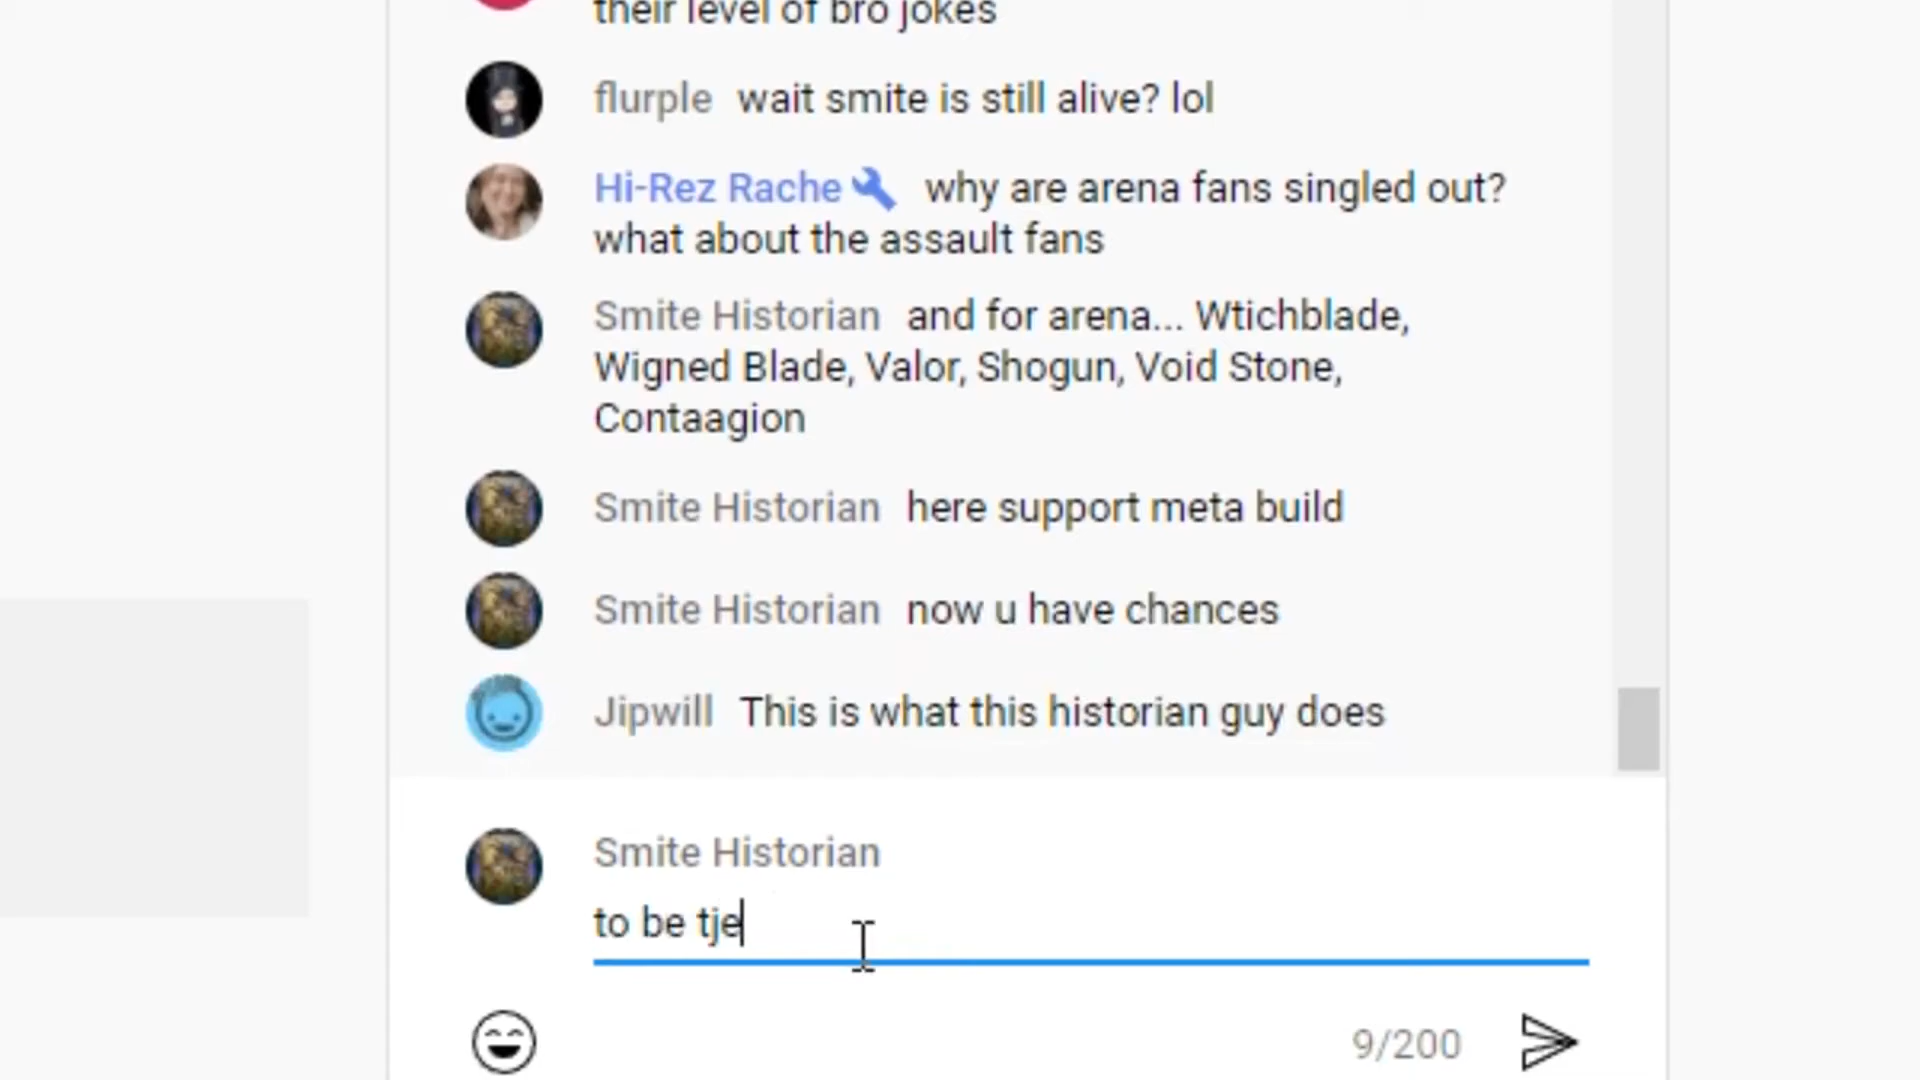 their level of bro jokes
flurple wait smite is still alive? lol
Hi-Rez Rache why are arena fans singled out?
what about the assault fans
Smite Historian and for arena... Wtichblade,
Wigned Blade, Valor, Shogun, Void Stone,
Contaagion
Smite Historian here support meta build
Smite Historian now u have chances
Jipwill This is what this historian guy does
Smite Historian
to be tje
9/200